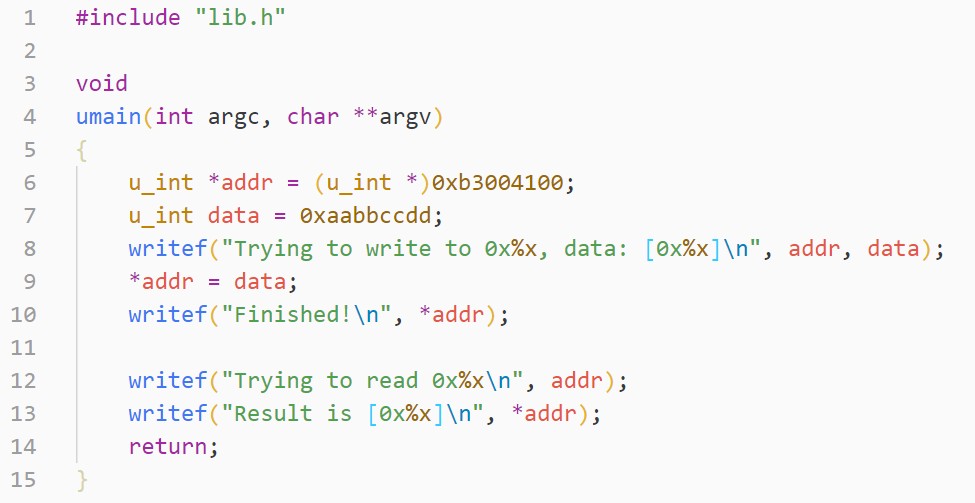 1 #include "lib.h"
2
3 void
4 umain(int argc, char **argv)
5 {
6     u_int *addr = (u_int *)0xb3004100;
7     u_int data = 0xaabbccdd;
8     writef("Trying to write to 0x%x, data: [0x%x]\n", addr, data);
9     *addr = data;
10     writef("Finished!\n", *addr);
11
12     writef("Trying to read 0x%x\n", addr);
13     writef("Result is [0x%x]\n", *addr);
14     return;
15 }